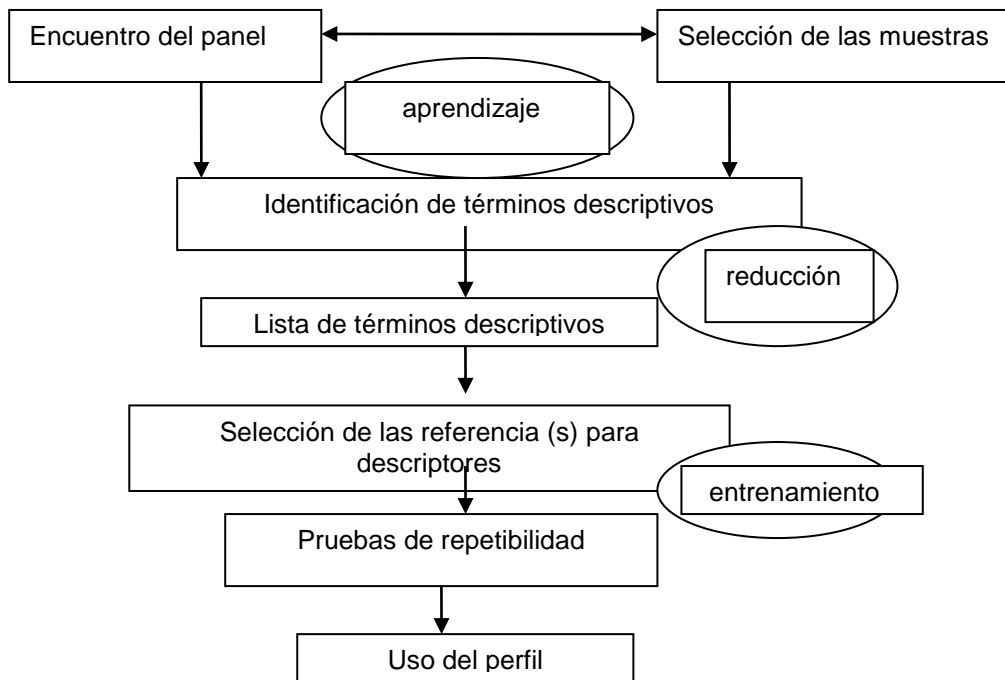 Encuentro del panel
Selección de las muestras
aprendizaje
Identificación de términos descriptivos
reducción
Lista de términos descriptivos
Selección de las referencia (s) para
descriptores
entrenamiento
Pruebas de repetibilidad
Uso del perfil